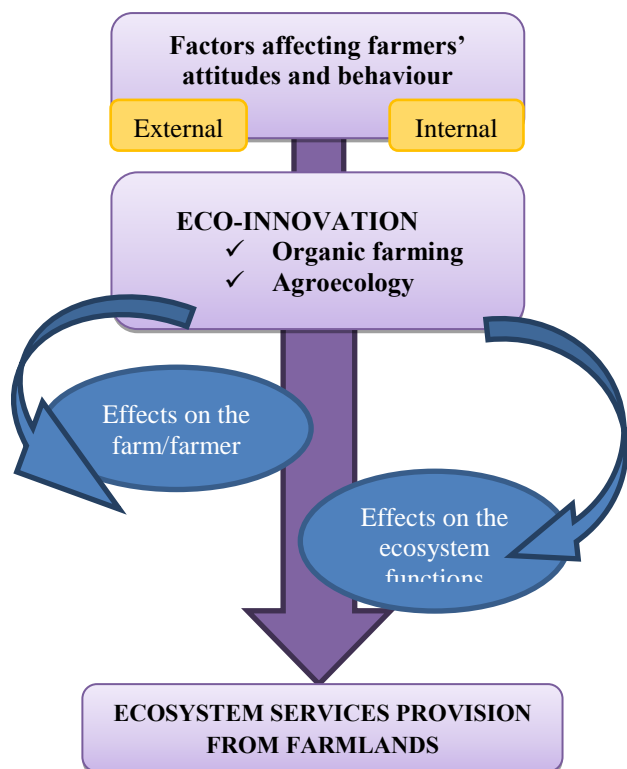 Factors affecting farmers’
attitudes and behaviour
External
Internal
ECO-INNOVATION
✓ Organic farming
✓ Agroecology
Effects on the
farm/farmer
Effects on the
ecosystem
functions
ECOSYSTEM SERVICES PROVISION
FROM FARMLANDS